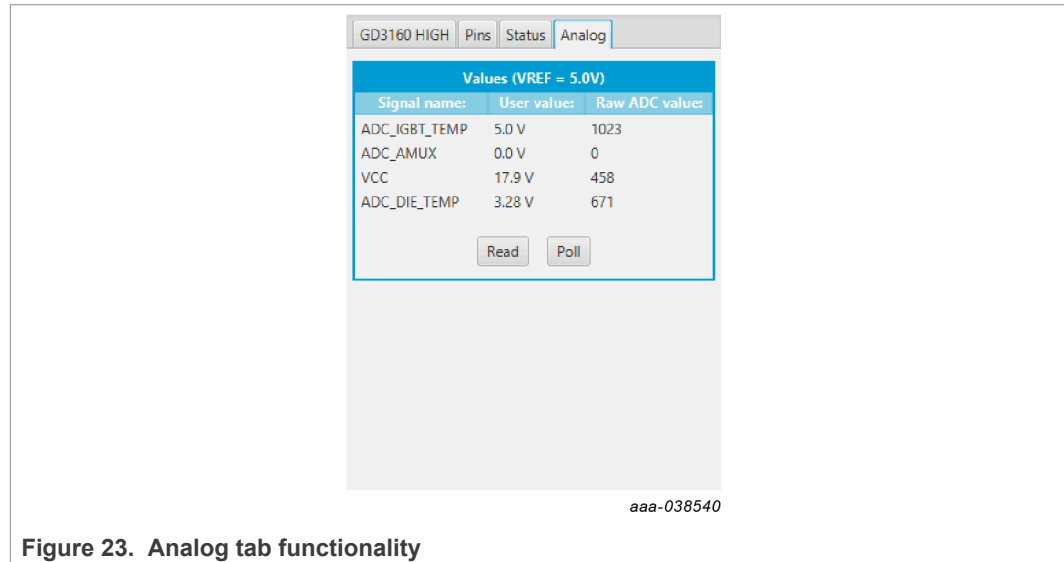 GD3160 HIGH Pins Status Analog
Values (VREF = 5.0V)
Signal name: User value: Raw ADC value:
ADC_IGBT_TEMP 5.0 V 1023
ADC_AMUX 0.0 V 0
VCC 17.9 V 458
ADC_DIE_TEMP 3.28 V 671
Read Poll
aaa-038540
Figure 23. Analog tab functionality